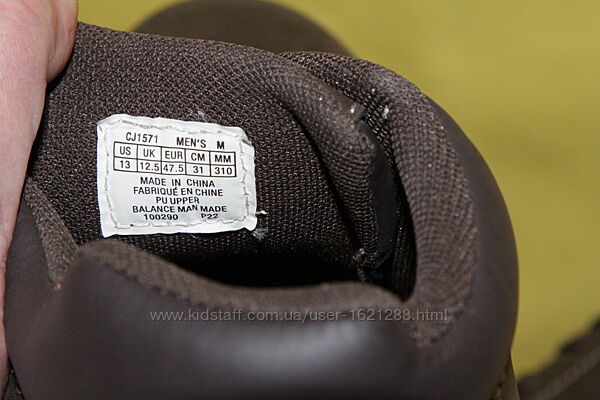 CJ1571 MEN'S M
US UK EUR CM MM
13 12.5 47.5 31 310
MADE IN CHINA
FABRIQUÉ EN CHINE
PU UPPER
BALANCE MAN MADE
100290 P22
www.kidstaff.com.ua/user-1621288.html